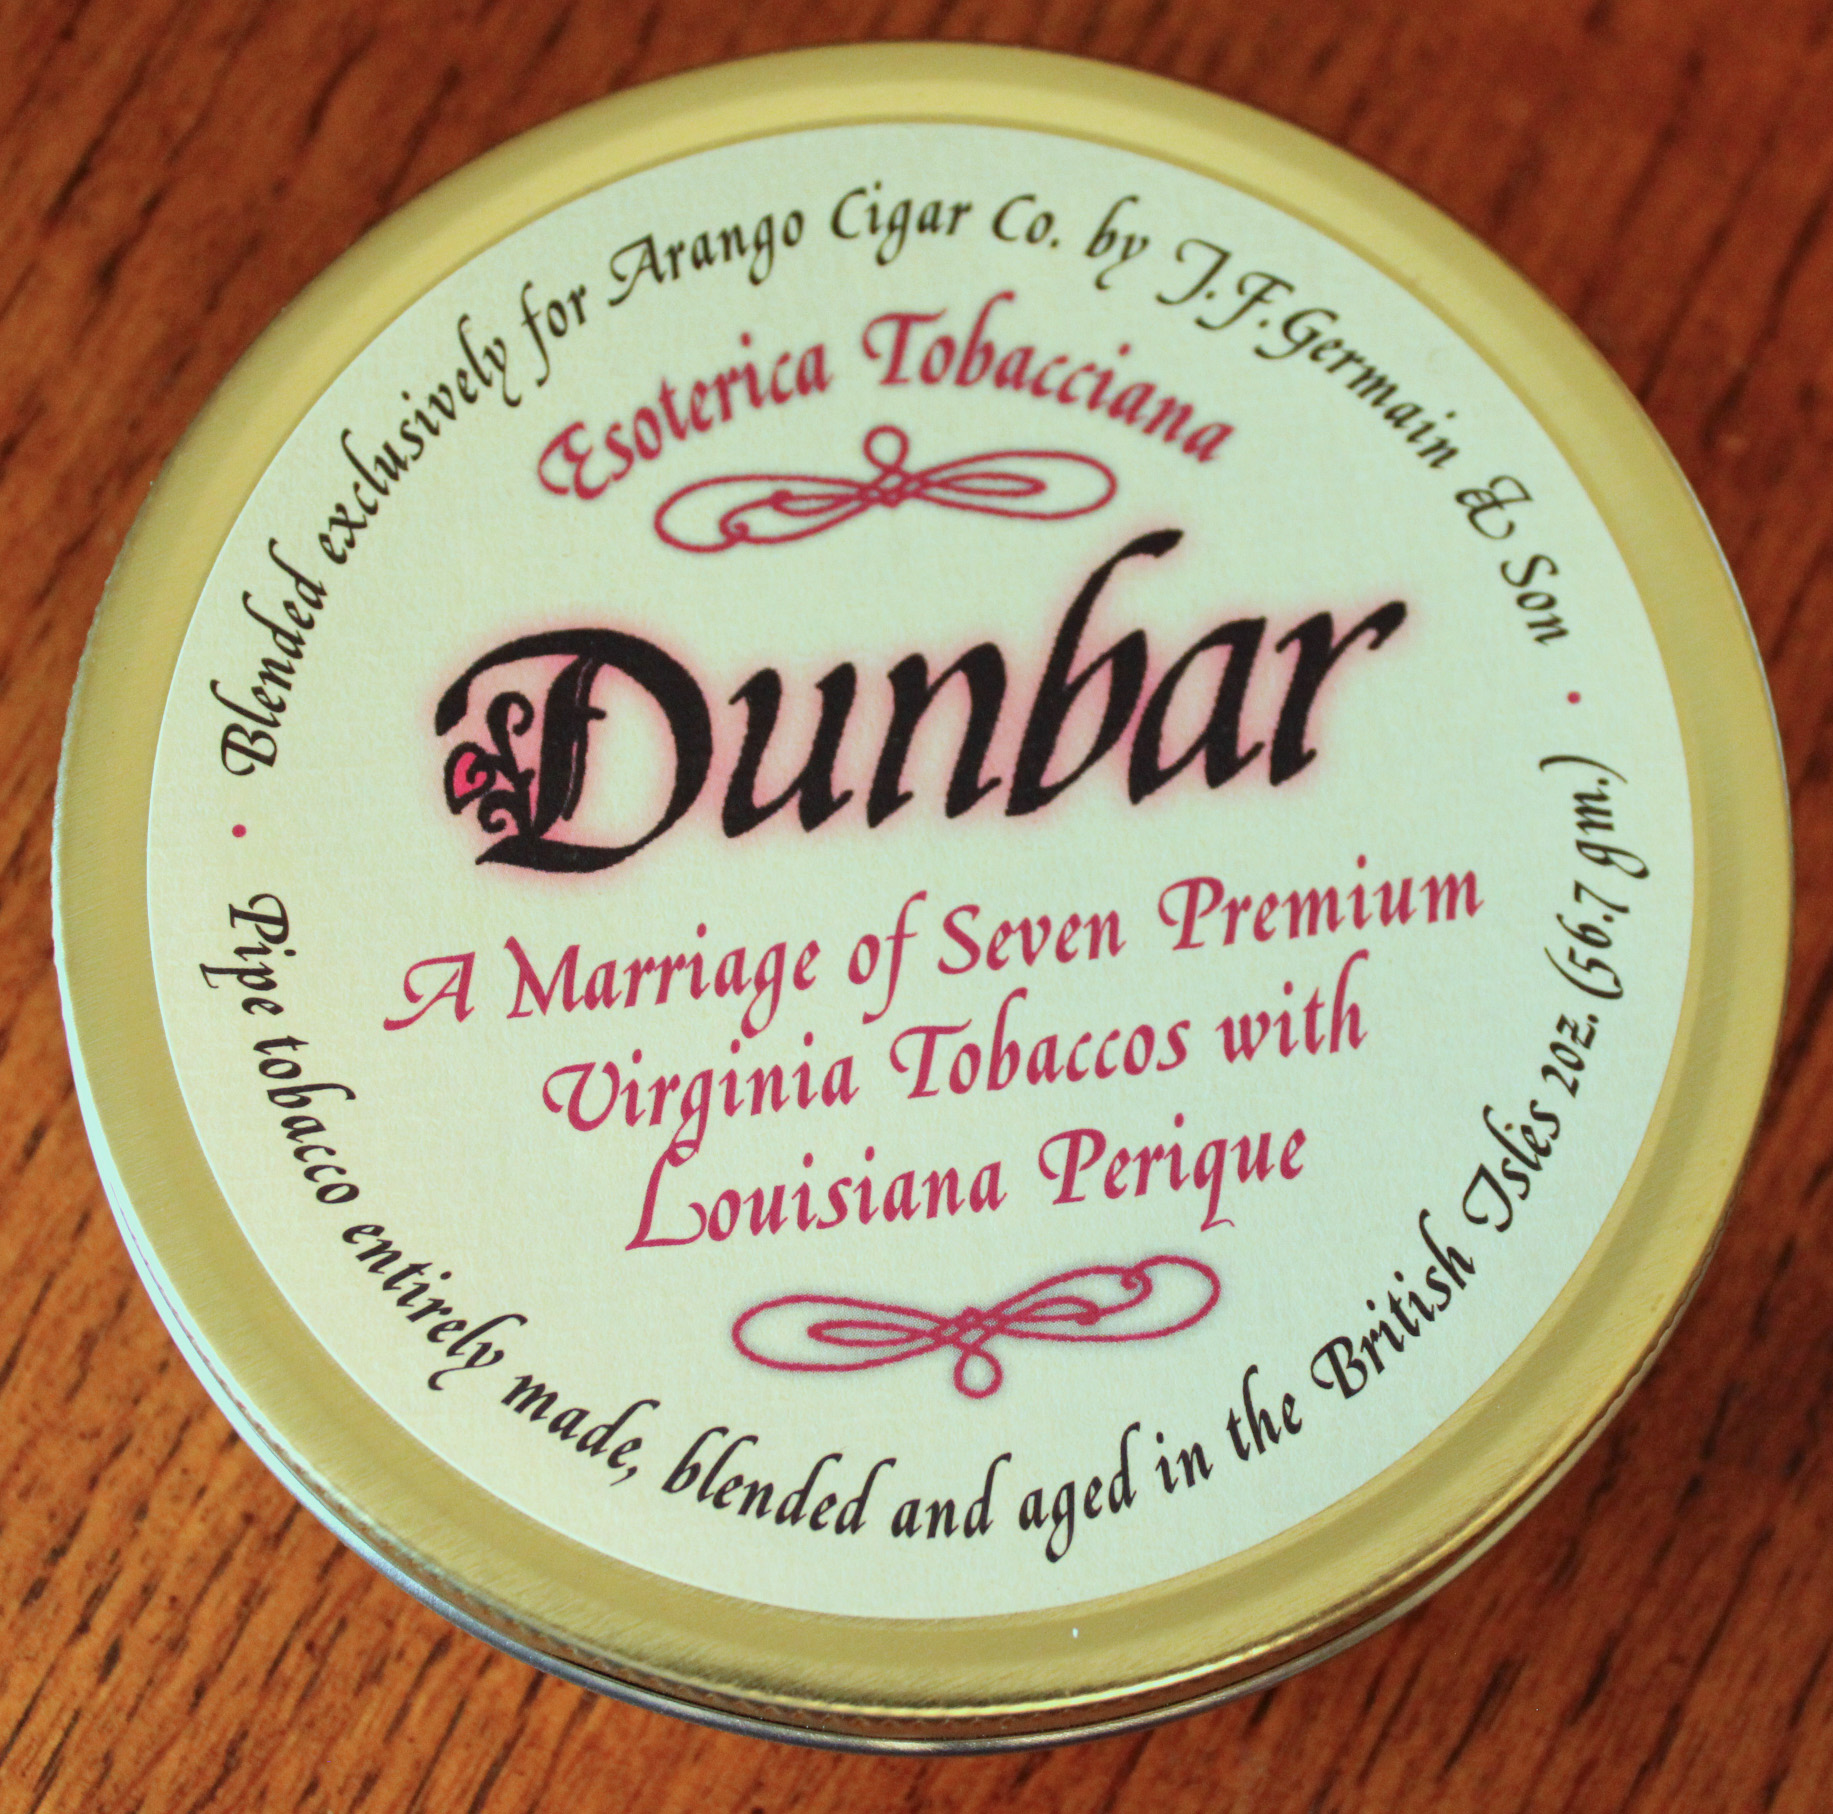 Blended exclusively for Arango Cigar Co. by J.F.Germain & Son
Esoterica Tobacciana
Dunbar
A Marriage of Seven Premium
Virginia Tobaccos with
Louisiana Perique
Pipe tobacco entirely made, blended and aged in the British Isles 2oz. (56.7 gm.)